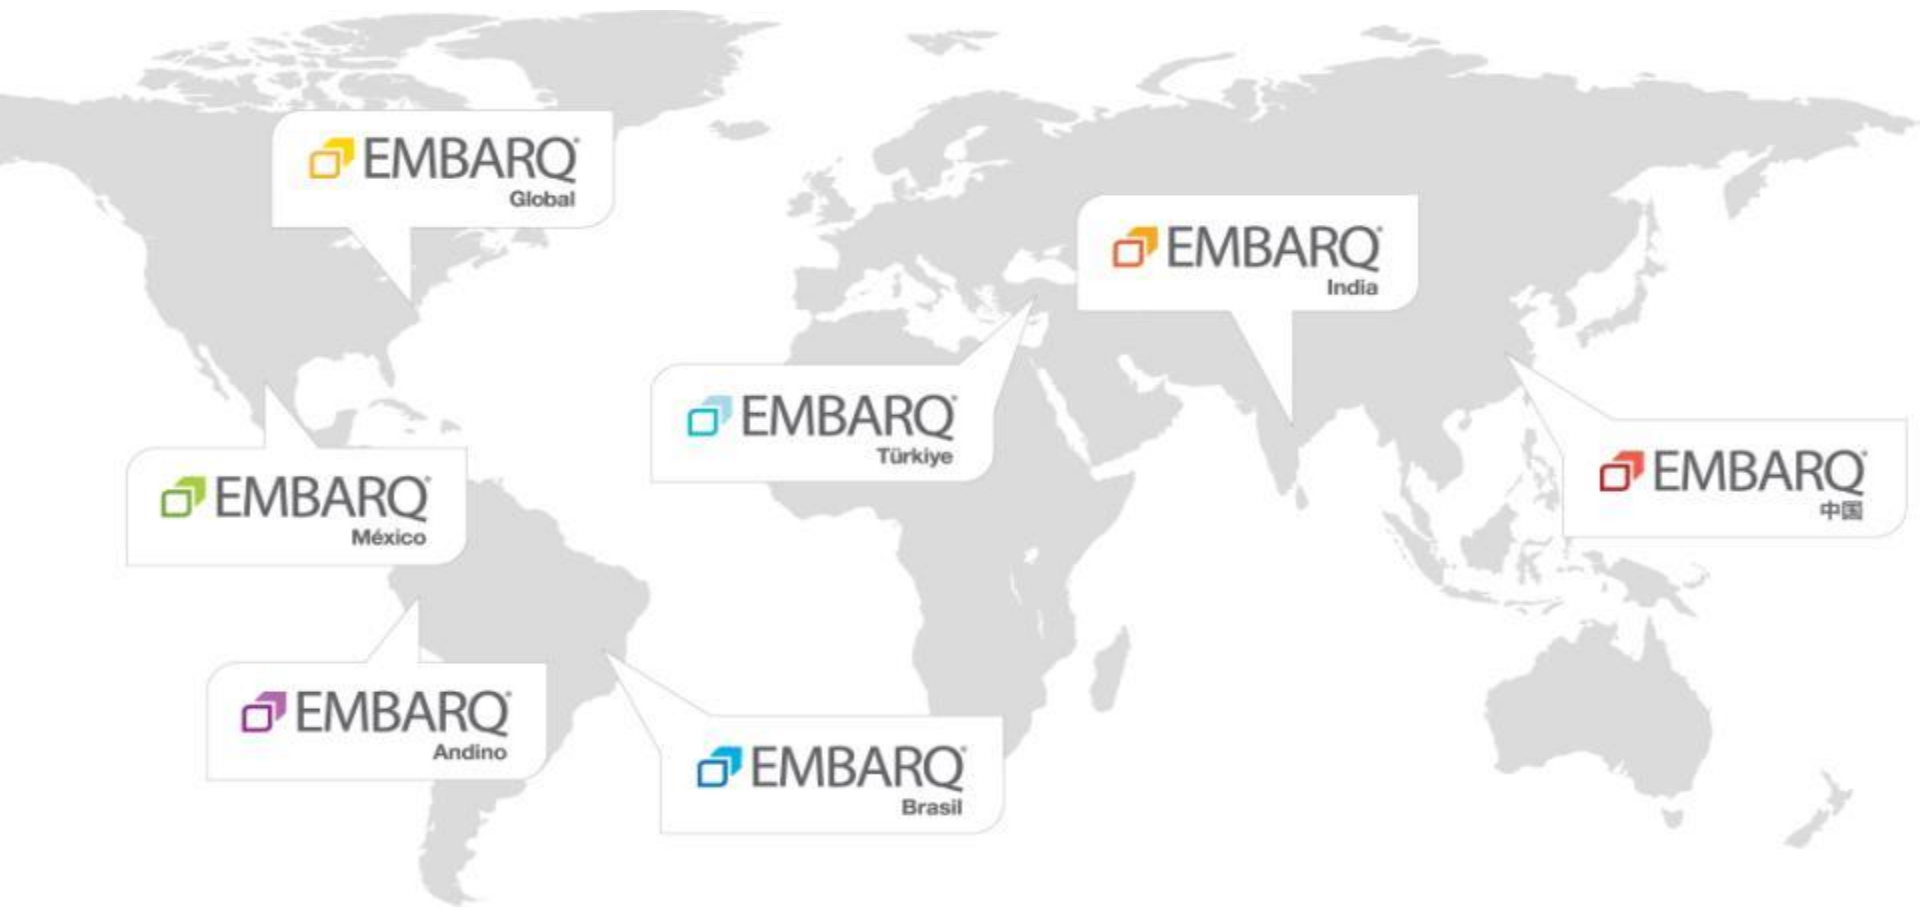 EMBARQ®
Global
EMBARQ®
India
EMBARQ®
Türkiye
EMBARQ®
中国
EMBARQ®
México
EMBARQ®
Andino
EMBARQ®
Brasil